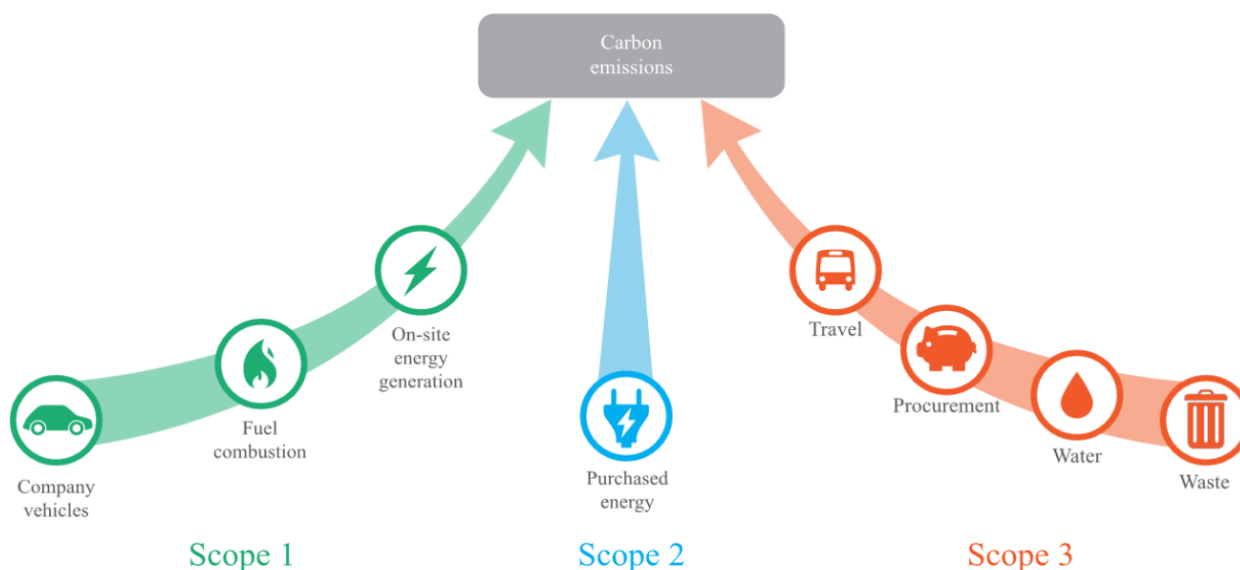 Carbon
emissions
On-site
energy
generation
Travel
Fuel
combustion
Procurement
Company
vehicles
Purchased
energy
Water
Waste
Scope 1
Scope 2
Scope 3